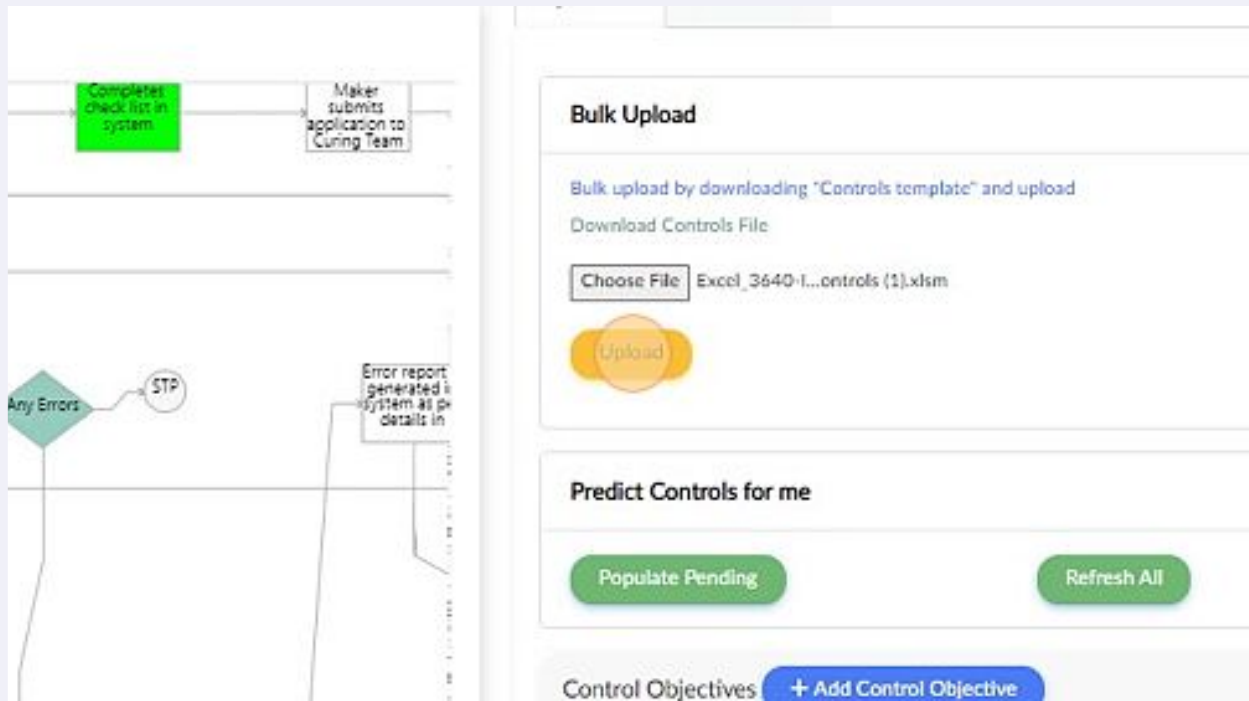 Completes
check list in
system
Maker
submits
application to
Curing Team
Any Errors
STP
Error report
generated i
system as p
details in
Bulk Upload
Bulk upload by downloading "Controls template" and upload
Download Controls File
Choose File Excel_3640-I...ontrols (1).xlsm
Upload
Predict Controls for me
Populate Pending
Refresh All
Control Objectives
+ Add Control Objective